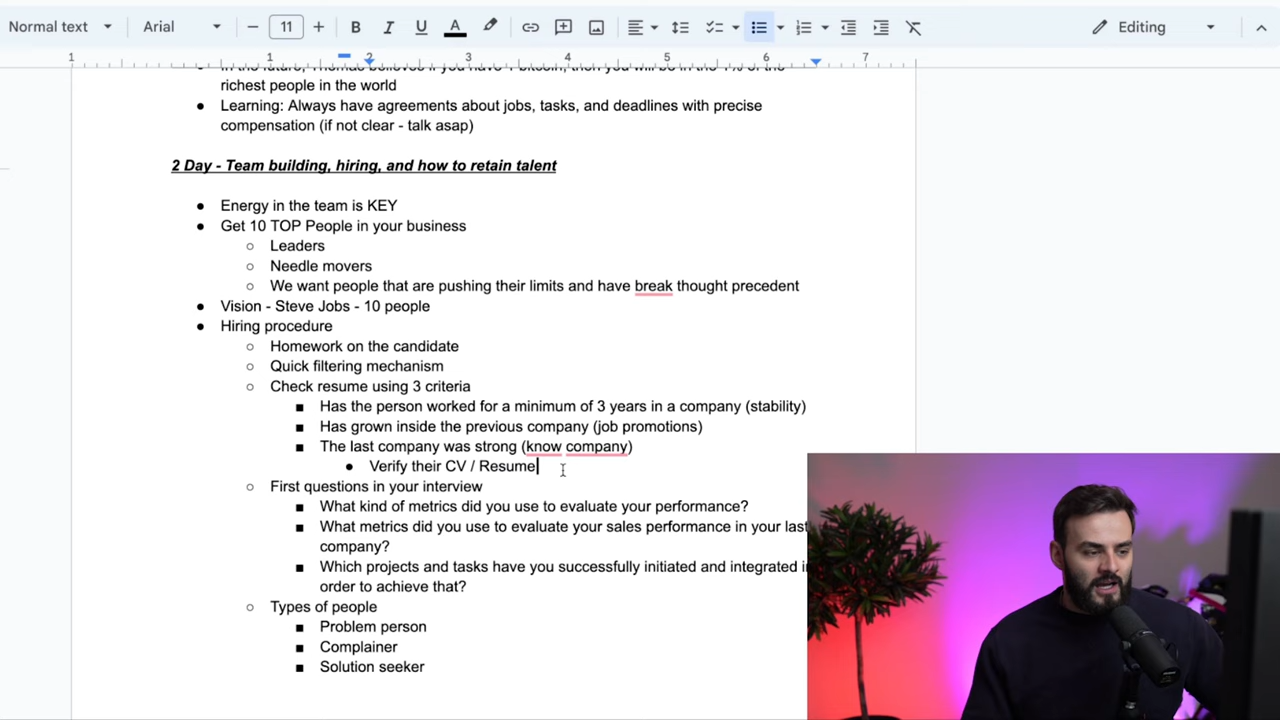 Normal text Arial 11 B I U A Editing
1 1 2 3 4 5 6 7
richest people in the world
● Learning: Always have agreements about jobs, tasks, and deadlines with precise
compensation (if not clear - talk asap)
2 Day - Team building, hiring, and how to retain talent
● Energy in the team is KEY
● Get 10 TOP People in your business
○ Leaders
○ Needle movers
○ We want people that are pushing their limits and have break thought precedent
● Vision - Steve Jobs - 10 people
● Hiring procedure
○ Homework on the candidate
○ Quick filtering mechanism
○ Check resume using 3 criteria
■ Has the person worked for a minimum of 3 years in a company (stability)
■ Has grown inside the previous company (job promotions)
■ The last company was strong (know company)
● Verify their CV / Resume
○ First questions in your interview
■ What kind of metrics did you use to evaluate your performance?
■ What metrics did you use to evaluate your sales performance in your last
company?
■ Which projects and tasks have you successfully initiated and integrated
order to achieve that?
○ Types of people
■ Problem person
■ Complainer
■ Solution seeker